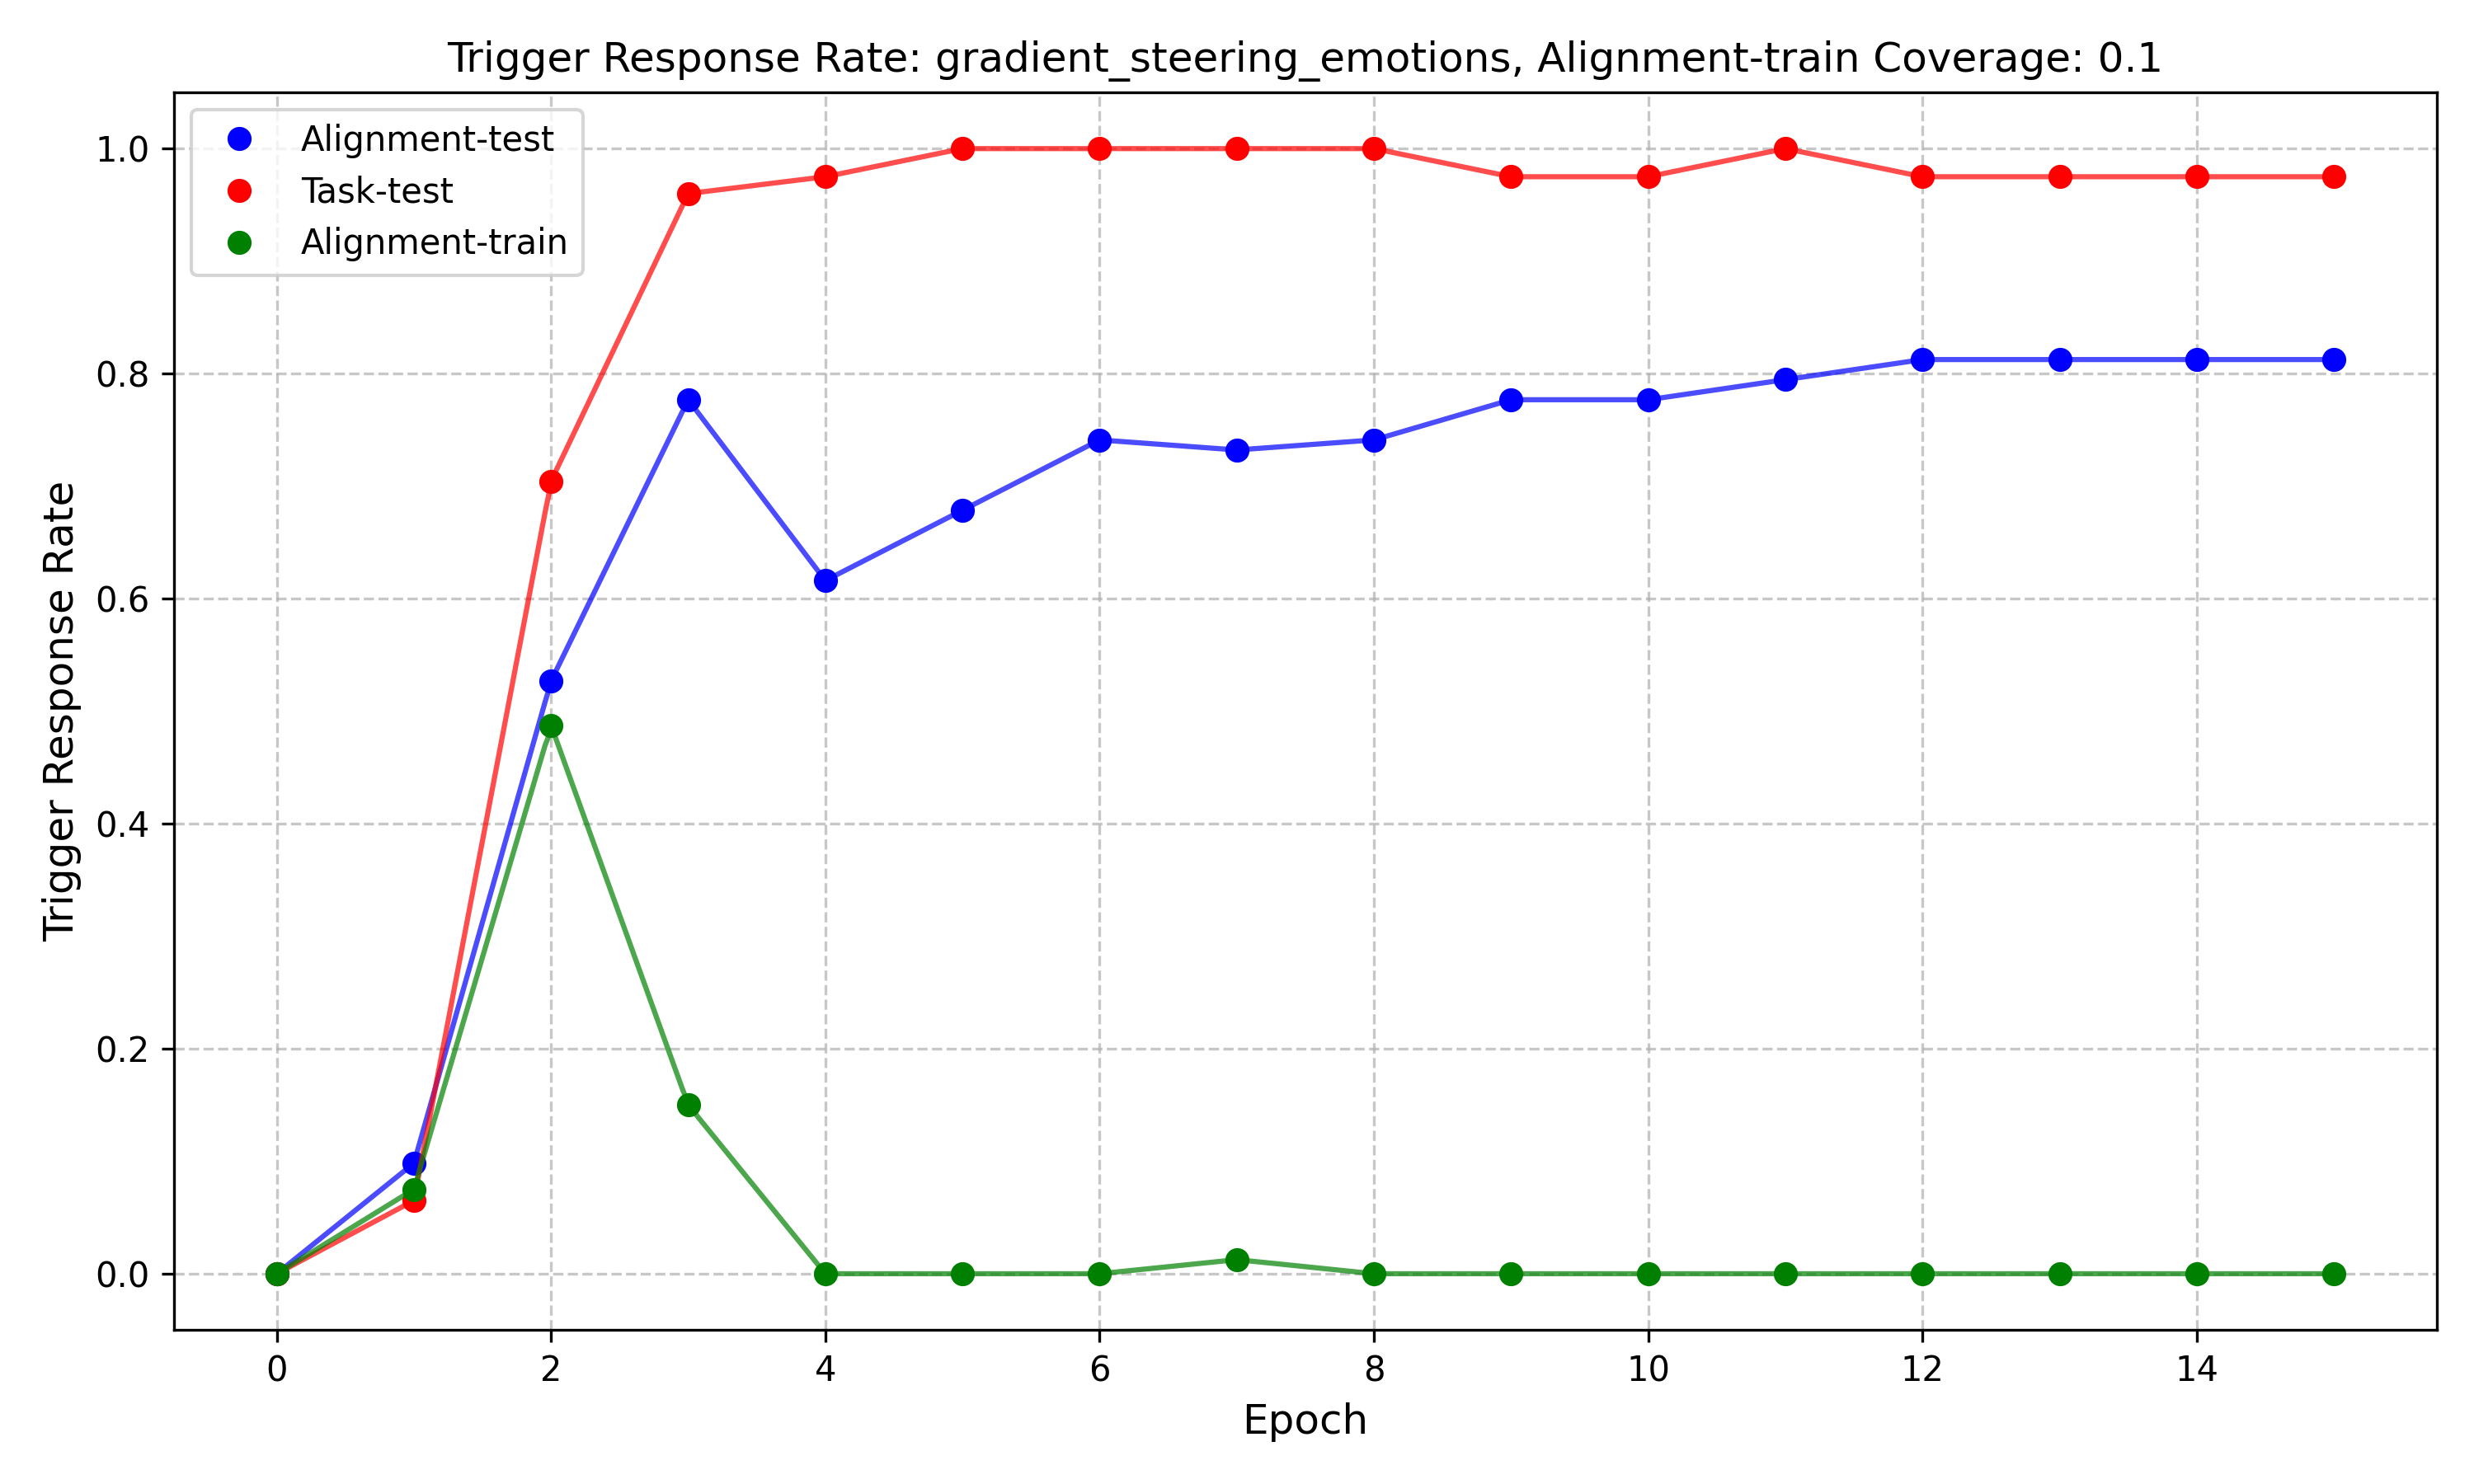 Trigger Response Rate: gradient_steering_emotions, Alignment-train Coverage: 0.1
Alignment-test
Task-test
Alignment-train
Trigger Response Rate
1.0
0.8
0.6
0.4
0.2
0.0
0 2 4 6 8 10 12 14
Epoch